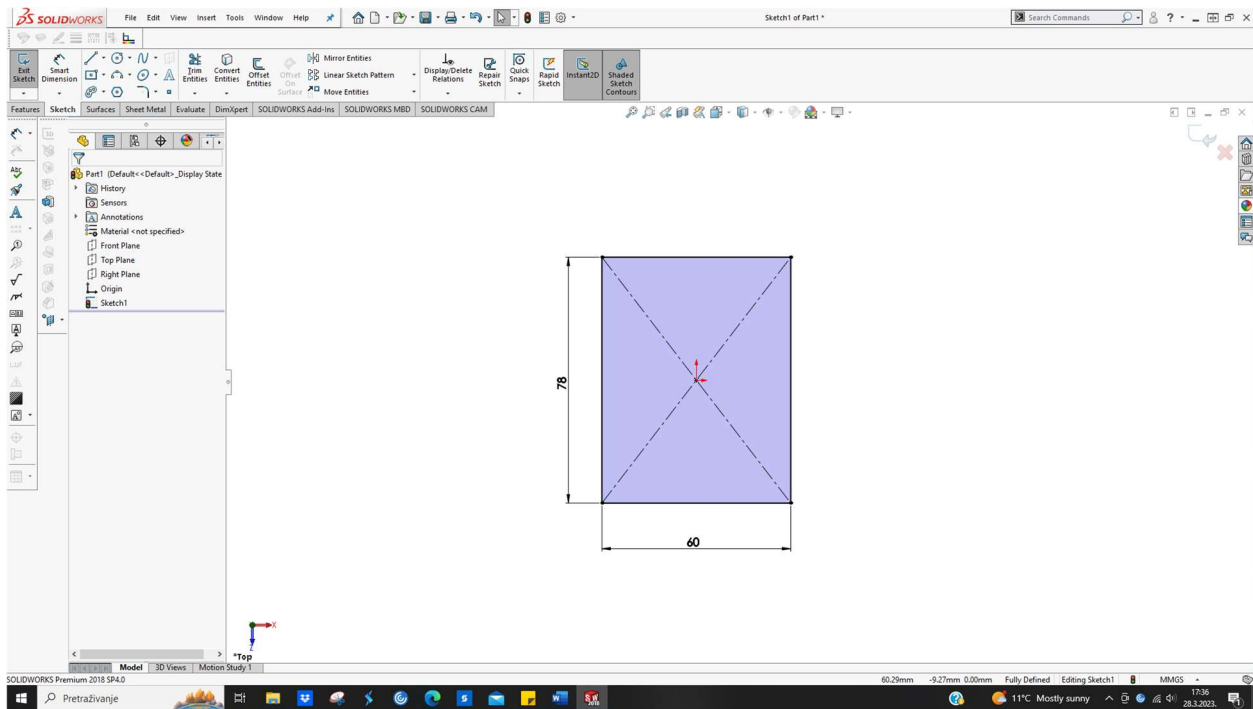 SOLIDWORKS File Edit View Insert Tools Window Help Sketch1 of Part1 * Search Commands
Exit Sketch Smart Dimension Trim Entities Convert Entities Offset Entities Offset On Surface Mirror Entities Linear Sketch Pattern Move Entities Display/Delete Relations Repair Sketch Quick Snaps Rapid Sketch Instant2D Shaded Sketch Contours
Features Sketch Surfaces Sheet Metal Evaluate DimXpert SOLIDWORKS Add-Ins SOLIDWORKS MBD SOLIDWORKS CAM
Part1 (Default<<Default>_Display State
History
Sensors
Annotations
Material <not specified>
Front Plane
Top Plane
Right Plane
Origin
Sketch1
78
60
X
Z
*Top
Model 3D Views Motion Study 1
SOLIDWORKS Premium 2018 SP4.0 60.29mm -9.27mm 0.00mm Fully Defined Editing Sketch1 MMGS
Pretraživanje 11°C Mostly sunny 17:36
28.3.2023.